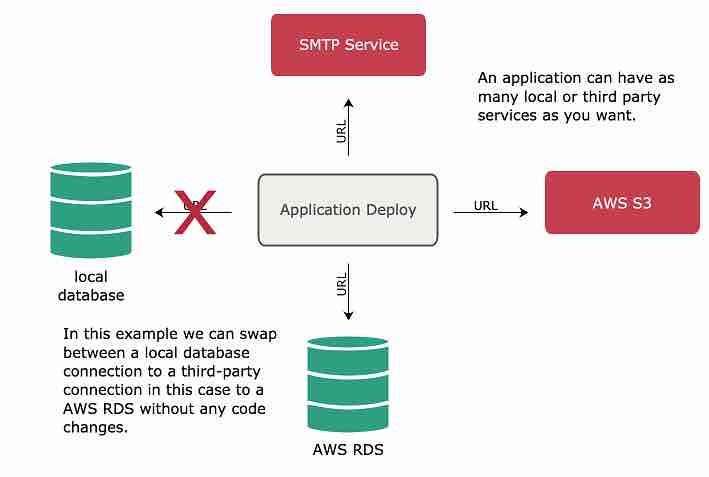 SMTP Service
An application can have as
many local or third party
services as you want.
URL
URL
Application Deploy
URL
AWS S3
local
database
URL
In this example we can swap
between a local database
connection to a third-party
connection in this case to a
AWS RDS without any code
changes.
AWS RDS